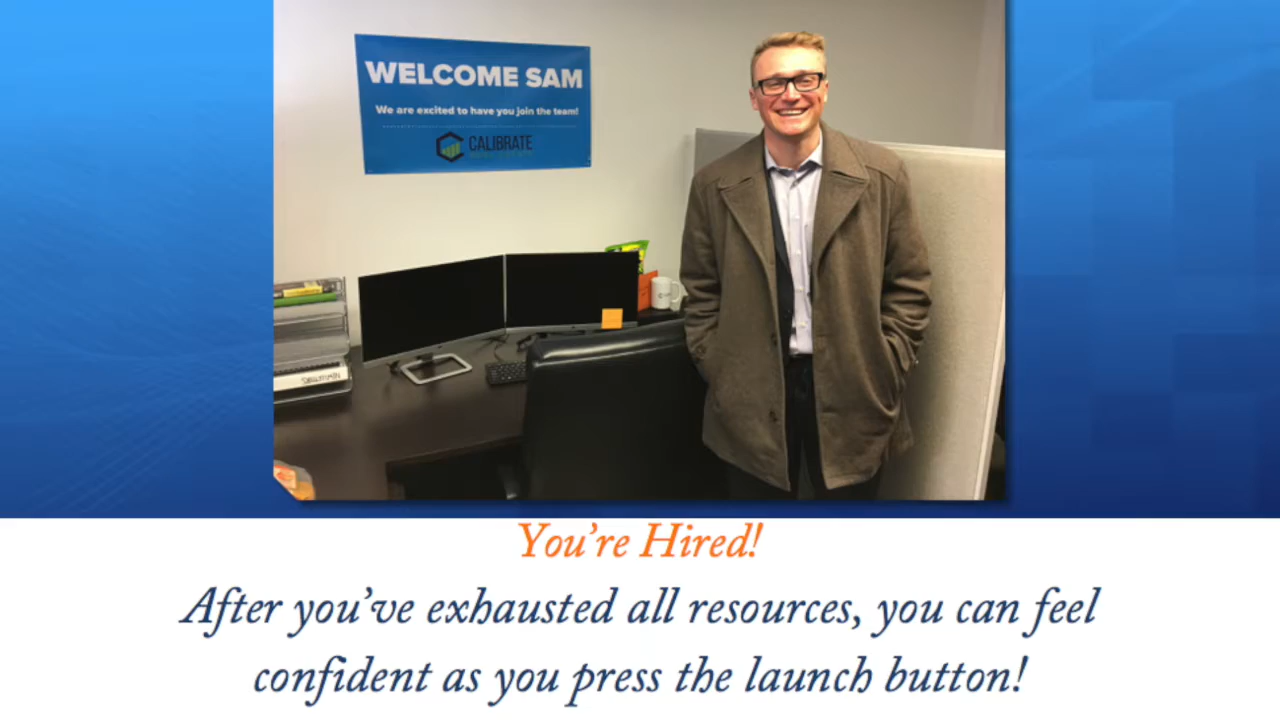 WELCOME SAM
We are excited to have you join the team!
CALIBRATE
You're Hired!
After you've exhausted all resources, you can feel
confident as you press the launch button!